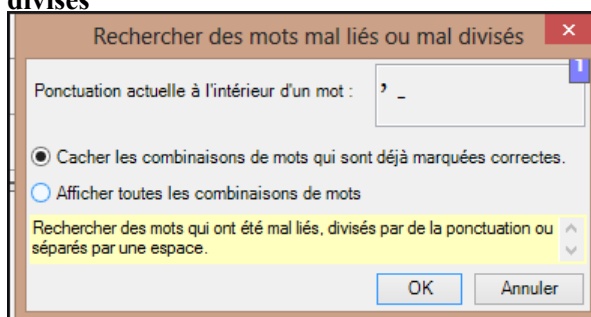 divisés
Rechercher des mots mal liés ou mal divisés
Ponctuation actuelle à l'intérieur d'un mot : ’ -
1
Cacher les combinaisons de mots qui sont déjà marquées correctes.
Afficher toutes les combinaisons de mots
Rechercher des mots qui ont été mal liés, divisés par de la ponctuation ou
séparés par une espace.
OK Annuler